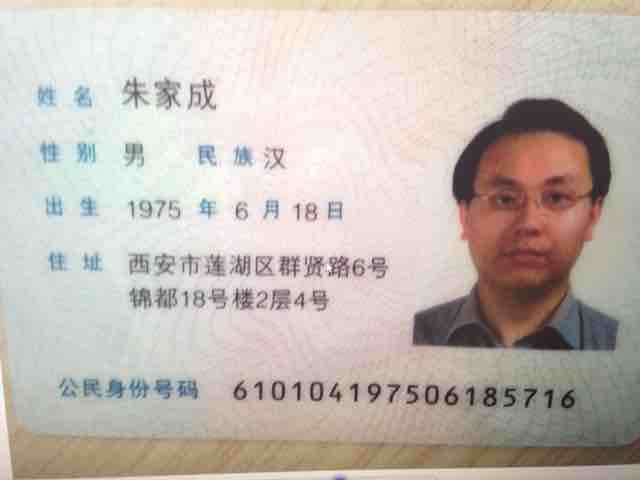 姓名 朱家成
性别 男 民族 汉
出生 1975 年 6 月 18 日
住址 西安市莲湖区群贤路6号
锦都18号楼2层4号
公民身份号码 610104197506185716